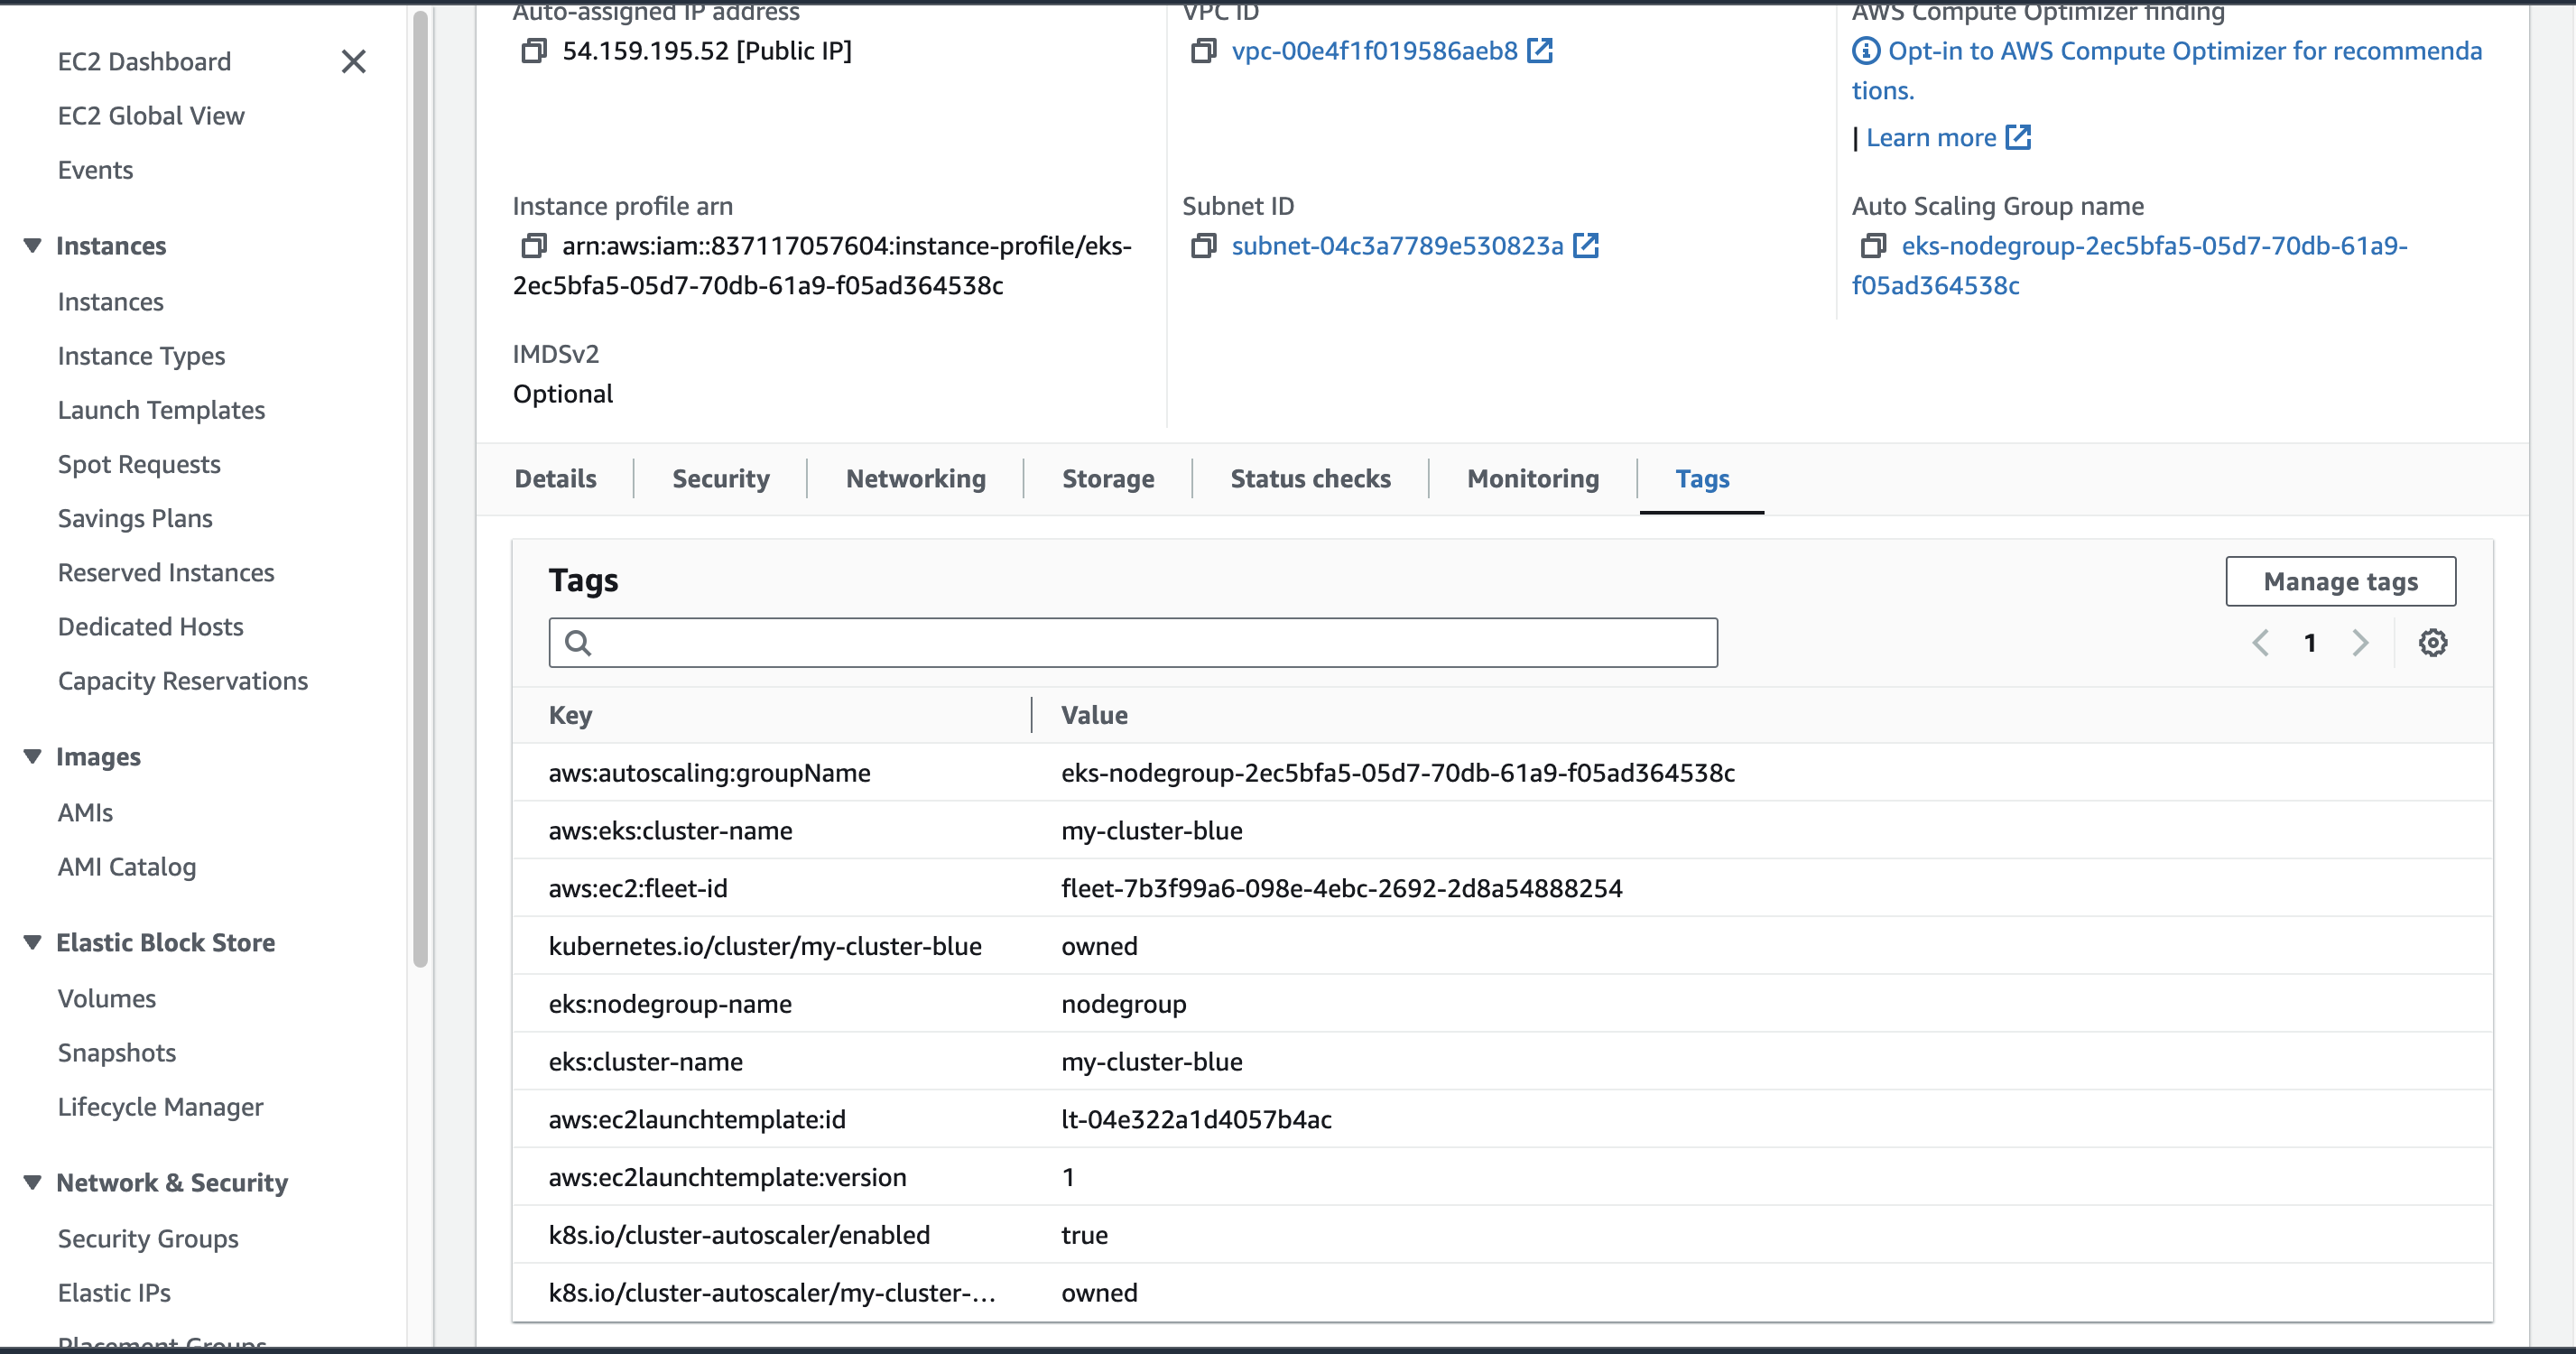 EC2 Dashboard
EC2 Global View
Events
Instances
Instances
Instance Types
Launch Templates
Spot Requests
Savings Plans
Reserved Instances
Dedicated Hosts
Capacity Reservations
Images
AMIs
AMI Catalog
Elastic Block Store
Volumes
Snapshots
Lifecycle Manager
Network & Security
Security Groups
Elastic IPs
Placement Groups
Auto-assigned IP address
54.159.195.52 [Public IP]
VPC ID
vpc-00e4f1f019586aeb8
AWS Compute Optimizer finding
Opt-in to AWS Compute Optimizer for recommenda
tions.
| Learn more
Instance profile arn
arn:aws:iam::837117057604:instance-profile/eks-
2ec5bfa5-05d7-70db-61a9-f05ad364538c
Subnet ID
subnet-04c3a7789e530823a
Auto Scaling Group name
eks-nodegroup-2ec5bfa5-05d7-70db-61a9-
f05ad364538c
IMDSv2
Optional
Details Security Networking Storage Status checks Monitoring Tags
Tags
Manage tags
1
Key Value
aws:autoscaling:groupName eks-nodegroup-2ec5bfa5-05d7-70db-61a9-f05ad364538c
aws:eks:cluster-name my-cluster-blue
aws:ec2:fleet-id fleet-7b3f99a6-098e-4ebc-2692-2d8a54888254
kubernetes.io/cluster/my-cluster-blue owned
eks:nodegroup-name nodegroup
eks:cluster-name my-cluster-blue
aws:ec2launchtemplate:id lt-04e322a1d4057b4ac
aws:ec2launchtemplate:version 1
k8s.io/cluster-autoscaler/enabled true
k8s.io/cluster-autoscaler/my-cluster-... owned